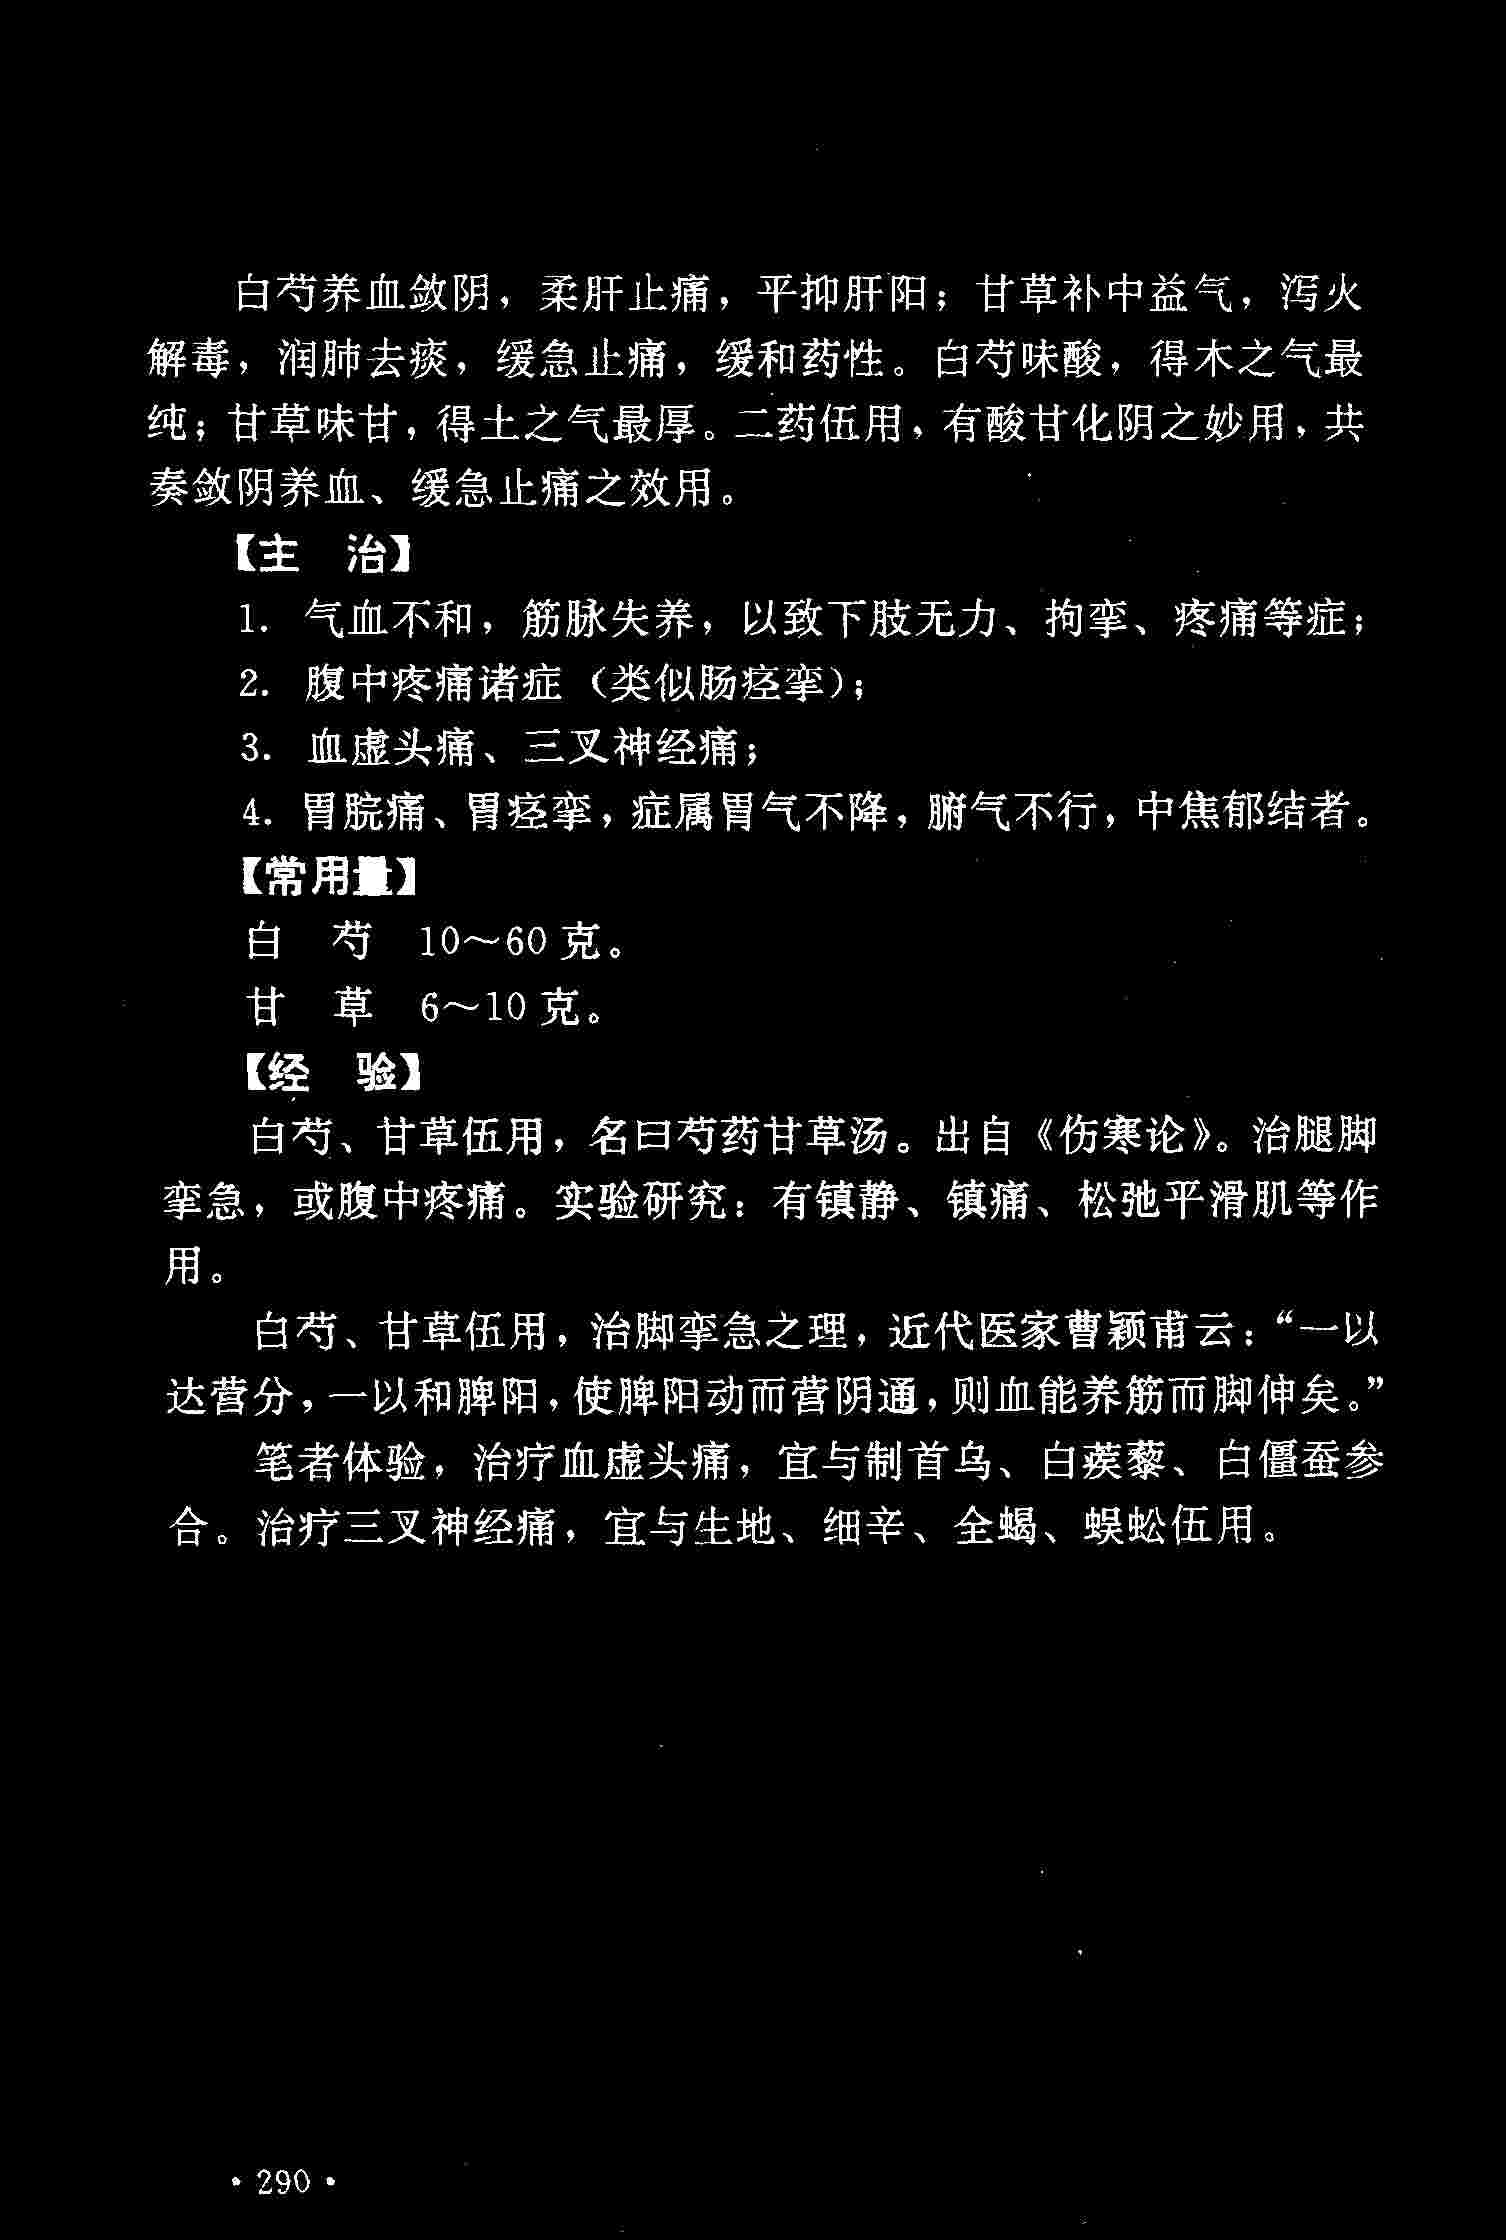 白芍养血敛阴，柔肝止痛，平抑肝阳；甘草补中益气，泻火
解毒，润肺去痰，缓急止痛，缓和药性。白芍味酸，得木之气最
纯；甘草味甘，得土之气最厚。二药伍用，有酸甘化阴之妙用，共
奏敛阴养血、缓急止痛之效用。
【主　治】
1. 气血不和，筋脉失养，以致下肢无力、拘挛、疼痛等症；
2. 腹中疼痛诸症（类似肠痉挛）；
3. 血虚头痛、三叉神经痛；
4. 胃脘痛、胃痉挛，症属胃气不降，腑气不行，中焦郁结者。
【常用量】
白　芍　10～60 克。
甘　草　6～10 克。
【经　验】
白芍、甘草伍用，名曰芍药甘草汤。出自《伤寒论》。治腿脚
挛急，或腹中疼痛。实验研究：有镇静、镇痛、松弛平滑肌等作
用。
白芍、甘草伍用，治脚挛急之理，近代医家曹颖甫云：“一以
达营分，一以和脾阳，使脾阳动而营阴通，则血能养筋而脚伸矣。”
笔者体验，治疗血虚头痛，宜与制首乌、白蒺藜、白僵蚕参
合。治疗三叉神经痛，宜与生地、细辛、全蝎、蜈蚣伍用。
· 290 ·